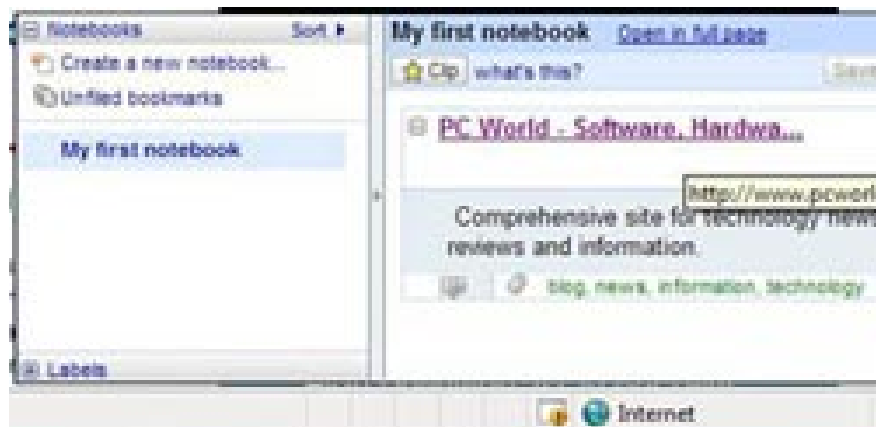 Notebooks Sort
Create a new notebook...
Unfiled bookmarks
My first notebook
Labels
My first notebook Open in full page
Clip what's this? Save
PC World - Software, Hardwa...
http://www.pcworl
Comprehensive site for technology news
reviews and information.
blog, news, information, technology
Internet